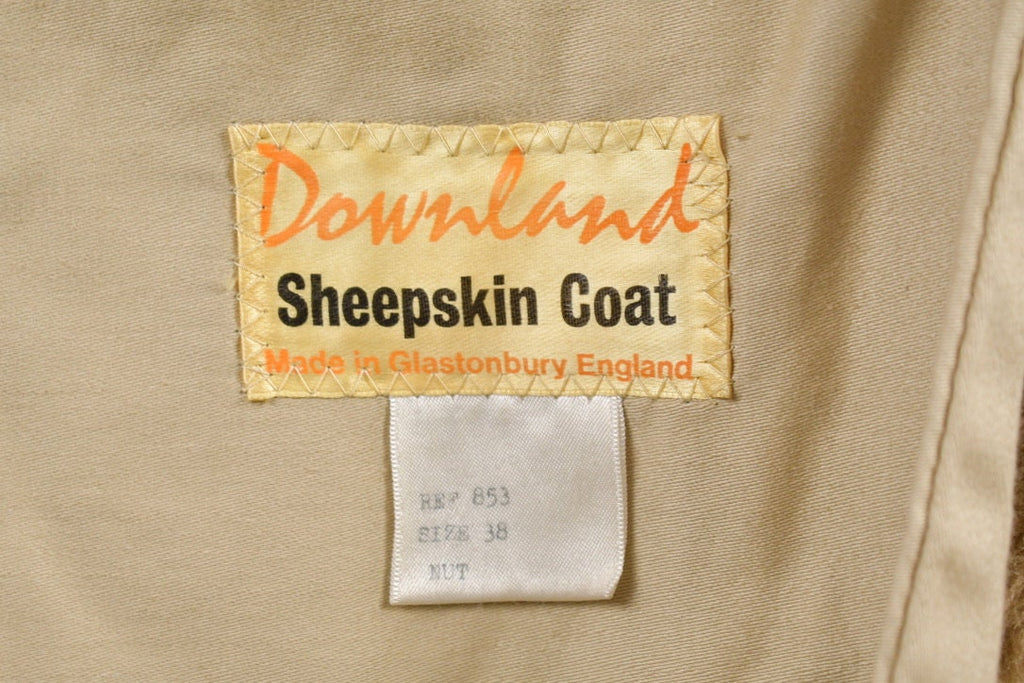 Downland
Sheepskin Coat
Made in Glastonbury England
REF 853
SIZE 38
NUT